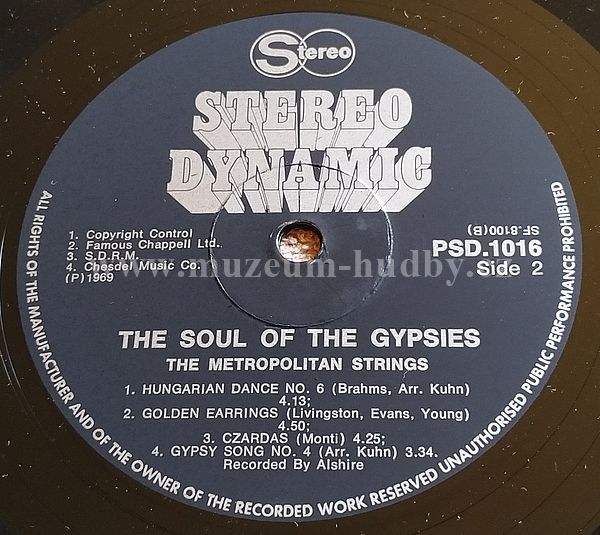 Stereo
STEREO
DYNAMIC
1. Copyright Control
2. Famous Chappell Ltd.
3. S.D.R.M.
4. Chesdel Music Co.
(P)1969
SF.8100(B)
PSD.1016
Side 2
www.muzeum-hudby.cz
THE SOUL OF THE GYPSIES
THE METROPOLITAN STRINGS
1. HUNGARIAN DANCE NO. 6 (Brahms, Arr. Kuhn)
4.13;
2. GOLDEN EARRINGS (Livingston, Evans, Young)
4.50;
3. CZARDAS (Monti) 4.25;
4. GYPSY SONG NO. 4 (Arr. Kuhn) 3.34.
Recorded By Alshire
ALL RIGHTS OF THE MANUFACTURER AND OF THE OWNER OF THE RECORDED WORK RESERVED UNAUTHORISED PUBLIC PERFORMANCE PROHIBITED